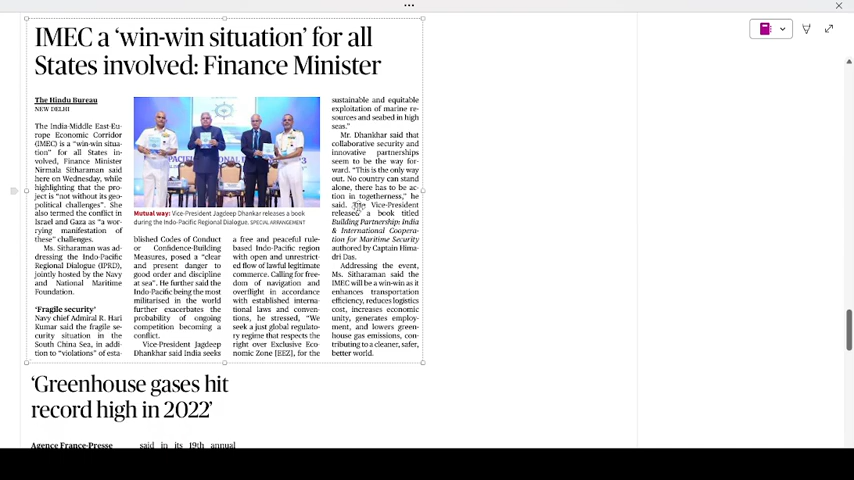 IMEC a ‘win-win situation’ for all
States involved: Finance Minister
The Hindu Bureau
NEW DELHI
The India-Middle East-Eu-
rope Economic Corridor
(IMEC) is a “win-win situa-
tion” for all States in-
volved, Finance Minister
Nirmala Sitharaman said
here on Wednesday, while
highlighting that the pro-
ject is “not without its geo-
political challenges”. She
also termed the conflict in
Israel and Gaza as “a wor-
rying manifestation of
these” challenges.
Ms. Sitharaman was ad-
dressing the Indo-Pacific
Regional Dialogue (IPRD),
jointly hosted by the Navy
and National Maritime
Foundation.
‘Fragile security’
Navy chief Admiral R. Hari
Kumar said the fragile se-
curity situation in the
South China Sea, in addi-
tion to “violations” of esta-
Mutual way: Vice-President Jagdeep Dhankar releases a book
during the Indo-Pacific Regional Dialogue. SPECIAL ARRANGEMENT
blished Codes of Conduct
or Confidence-Building
Measures, posed a “clear
and present danger to
good order and discipline
at sea”. He further said the
Indo-Pacific being the most
militarised in the world
further exacerbates the
probability of ongoing
competition becoming a
conflict.
Vice-President Jagdeep
Dhankhar said India seeks
a free and peaceful rule-
based Indo-Pacific region
with open and unrestrict-
ed flow of lawful legitimate
commerce. Calling for free-
dom of navigation and
overflight in accordance
with established interna-
tional laws and conven-
tions, he stressed, “We
seek a just global regulato-
ry regime that respects the
right over Exclusive Eco-
nomic Zone [EEZ], for the
sustainable and equitable
exploitation of marine re-
sources and seabed in high
seas.”
Mr. Dhankhar said that
collaborative security and
innovative partnerships
seem to be the way for-
ward. “This is the only way
out. No country can stand
alone, there has to be ac-
tion in togetherness,” he
said. The Vice-President
released a book titled
Building Partnership: India
& International Coopera-
tion for Maritime Security
authored by Captain Hima-
dri Das.
Addressing the event,
Ms. Sitharaman said the
IMEC will be a win-win as it
enhances transportation
efficiency, reduces logistics
cost, increases economic
unity, generates employ-
ment, and lowers green-
house gas emissions, con-
tributing to a cleaner, safer,
better world.
‘Greenhouse gases hit
record high in 2022’
Agence France-Presse
said in its 19th annual